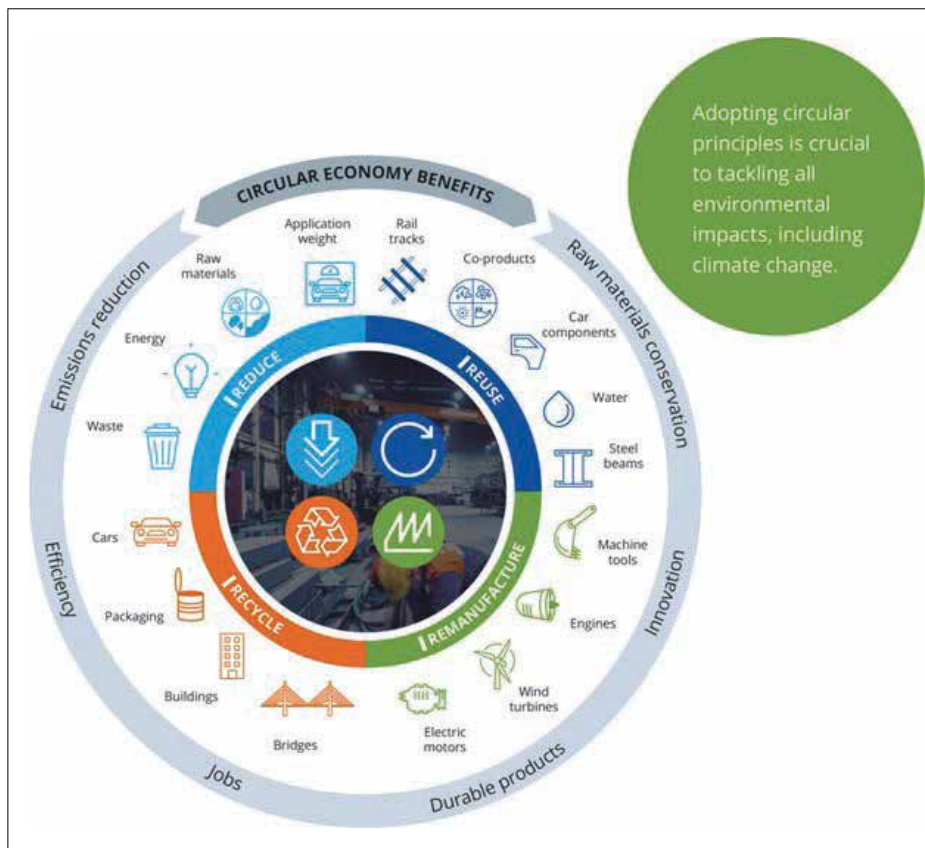 Adopting circular
principles is crucial
to tackling all
environmental
impacts, including
climate change.
CIRCULAR ECONOMY BENEFITS
Raw materials conservation
Innovation
Durable products
Jobs
Efficiency
Emissions reduction
REDUCE
Application
weight
Raw
materials
Energy
Waste
REUSE
Rail
tracks
Co-products
Car
components
Water
Steel
beams
REMANUFACTURE
Machine
tools
Engines
Wind
turbines
Electric
motors
RECYCLE
Cars
Packaging
Buildings
Bridges